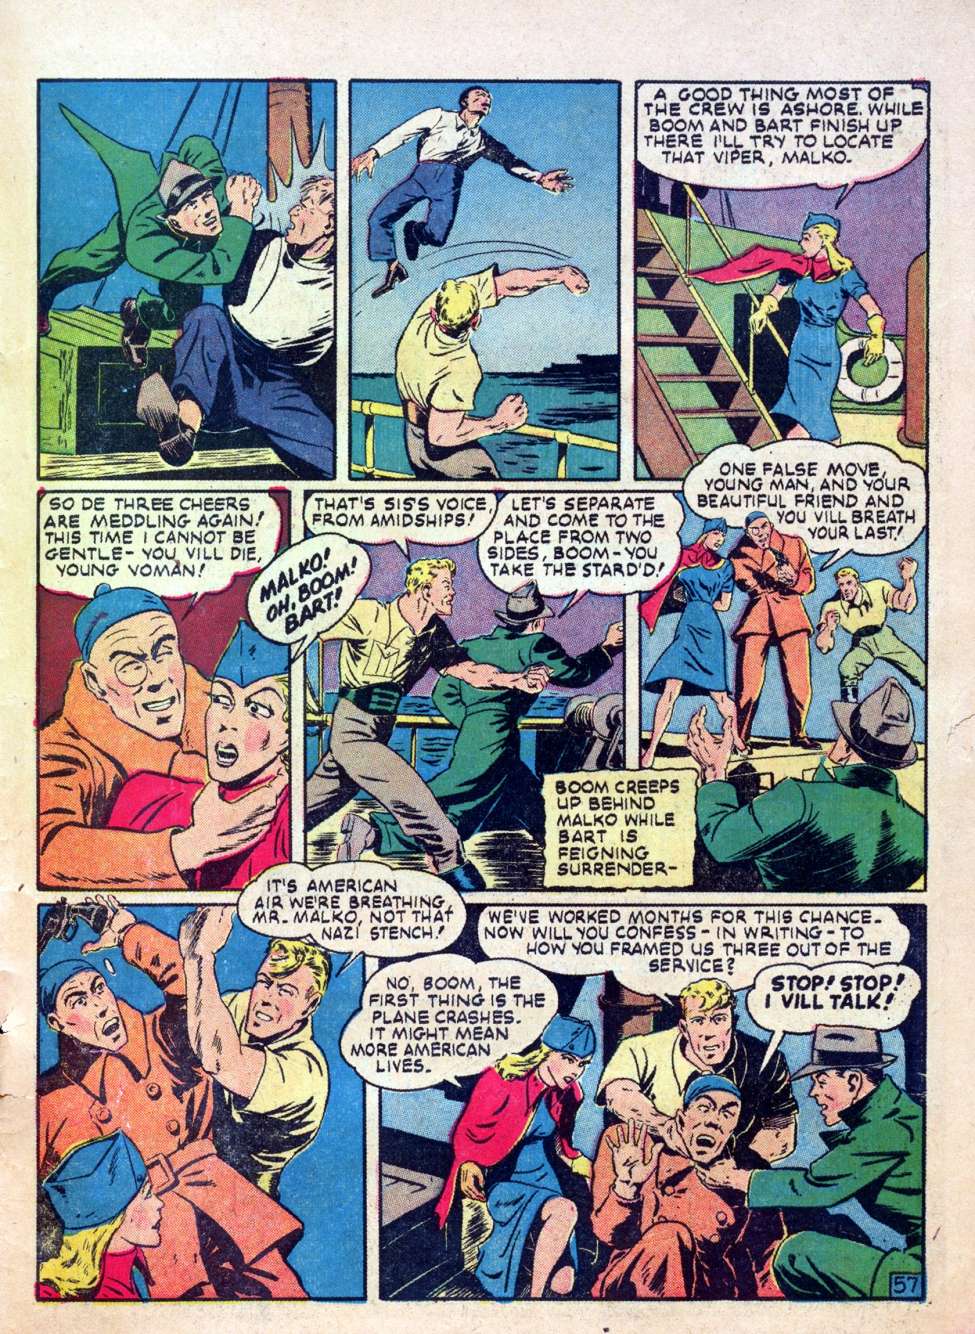 A GOOD THING MOST OF
THE CREW IS ASHORE. WHILE
BOOM AND BART FINISH UP
THERE I'LL TRY TO LOCATE
THAT VIPER, MALKO.
SO DE THREE CHEERS
ARE MEDDLING AGAIN!
THIS TIME I CANNOT BE
GENTLE- YOU VILL DIE,
YOUNG VOMAN!
MALKO!
OH, BOOM!
BART!
THAT'S SIS'S VOICE,
FROM AMIDSHIPS!
LET'S SEPARATE
AND COME TO THE
PLACE FROM TWO
SIDES, BOOM-YOU
TAKE THE STAR'D!
BOOM CREEPS
UP BEHIND
MALKO WHILE
BART IS
FEIGNING
SURRENDER-
ONE FALSE MOVE,
YOUNG MAN, AND YOUR
BEAUTIFUL FRIEND AND
YOU VILL BREATH
YOUR LAST!
IT'S AMERICAN
AIR WE'RE BREATHING,
MR. MALKO, NOT THAT
NAZI STENCH!
WE'VE WORKED MONTHS FOR THIS CHANCE-
NOW WILL YOU CONFESS-IN WRITING-TO
HOW YOU FRAMED US THREE OUT OF THE
SERVICE?
NO, BOOM, THE
FIRST THING IS THE
PLANE CRASHES.
IT MIGHT MEAN
MORE AMERICAN
LIVES.
STOP! STOP!
I VILL TALK!
57